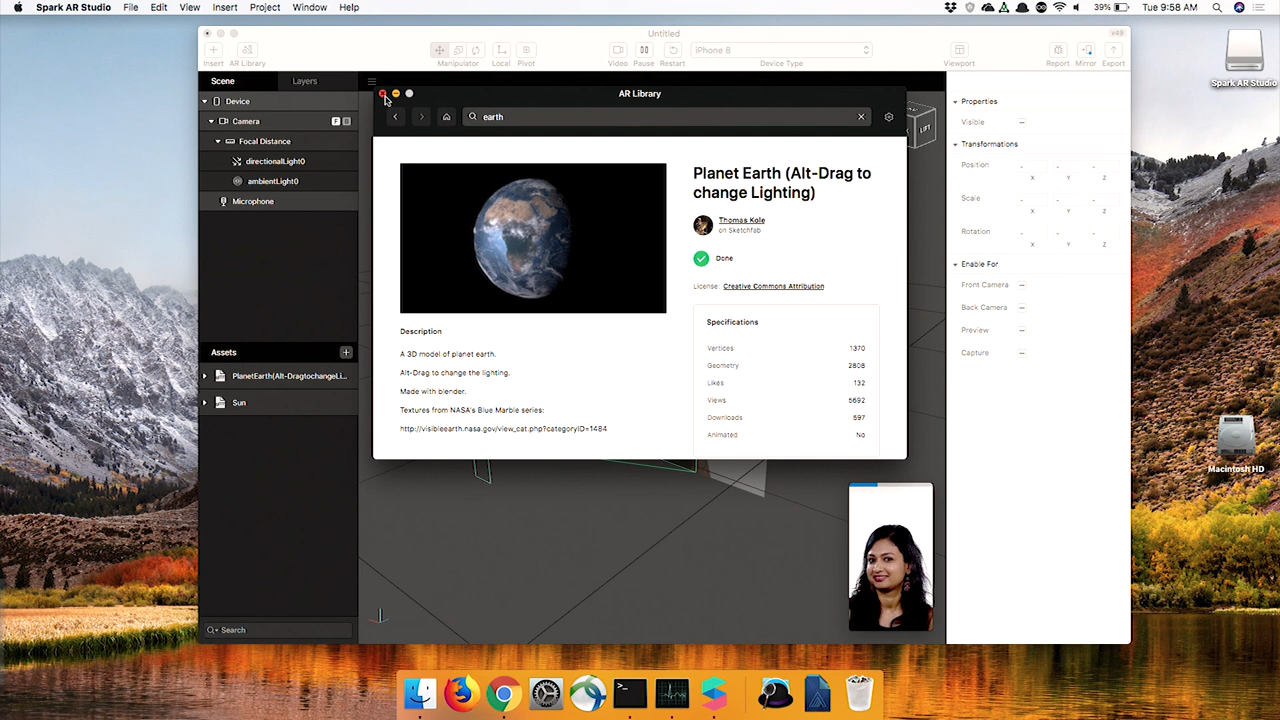 Spark AR Studio File Edit View Insert Project Window Help 39% Tue 9:58 AM
Untitled
v49
iPhone 8
Insert AR Library Manipulator Local Pivot Video Pause Restart Device Type Viewport Report Mirror Export
Scene Layers
Device
Camera F
Focal Distance
directionalLight0
ambientLight0
Microphone
Assets
PlanetEarth(Alt-DragtochangeLi...
Sun
Search
AR Library
earth
Planet Earth (Alt-Drag to
change Lighting)
Thomas Kole
on Sketchfab
Done
License: Creative Commons Attribution
Specifications
Vertices 1370
Geometry 2808
Likes 132
Views 5692
Downloads 597
Animated No
Description
A 3D model of planet earth.
Alt-Drag to change the lighting.
Made with blender.
Textures from NASA's Blue Marble series:
http://visibleearth.nasa.gov/view_cat.php?categoryID=1484
LEFT
Properties
Visible
Transformations
Position
X Y Z
Scale
X Y Z
Rotation
X Y Z
Enable For
Front Camera
Back Camera
Preview
Capture
Spark AR Studio
Macintosh HD